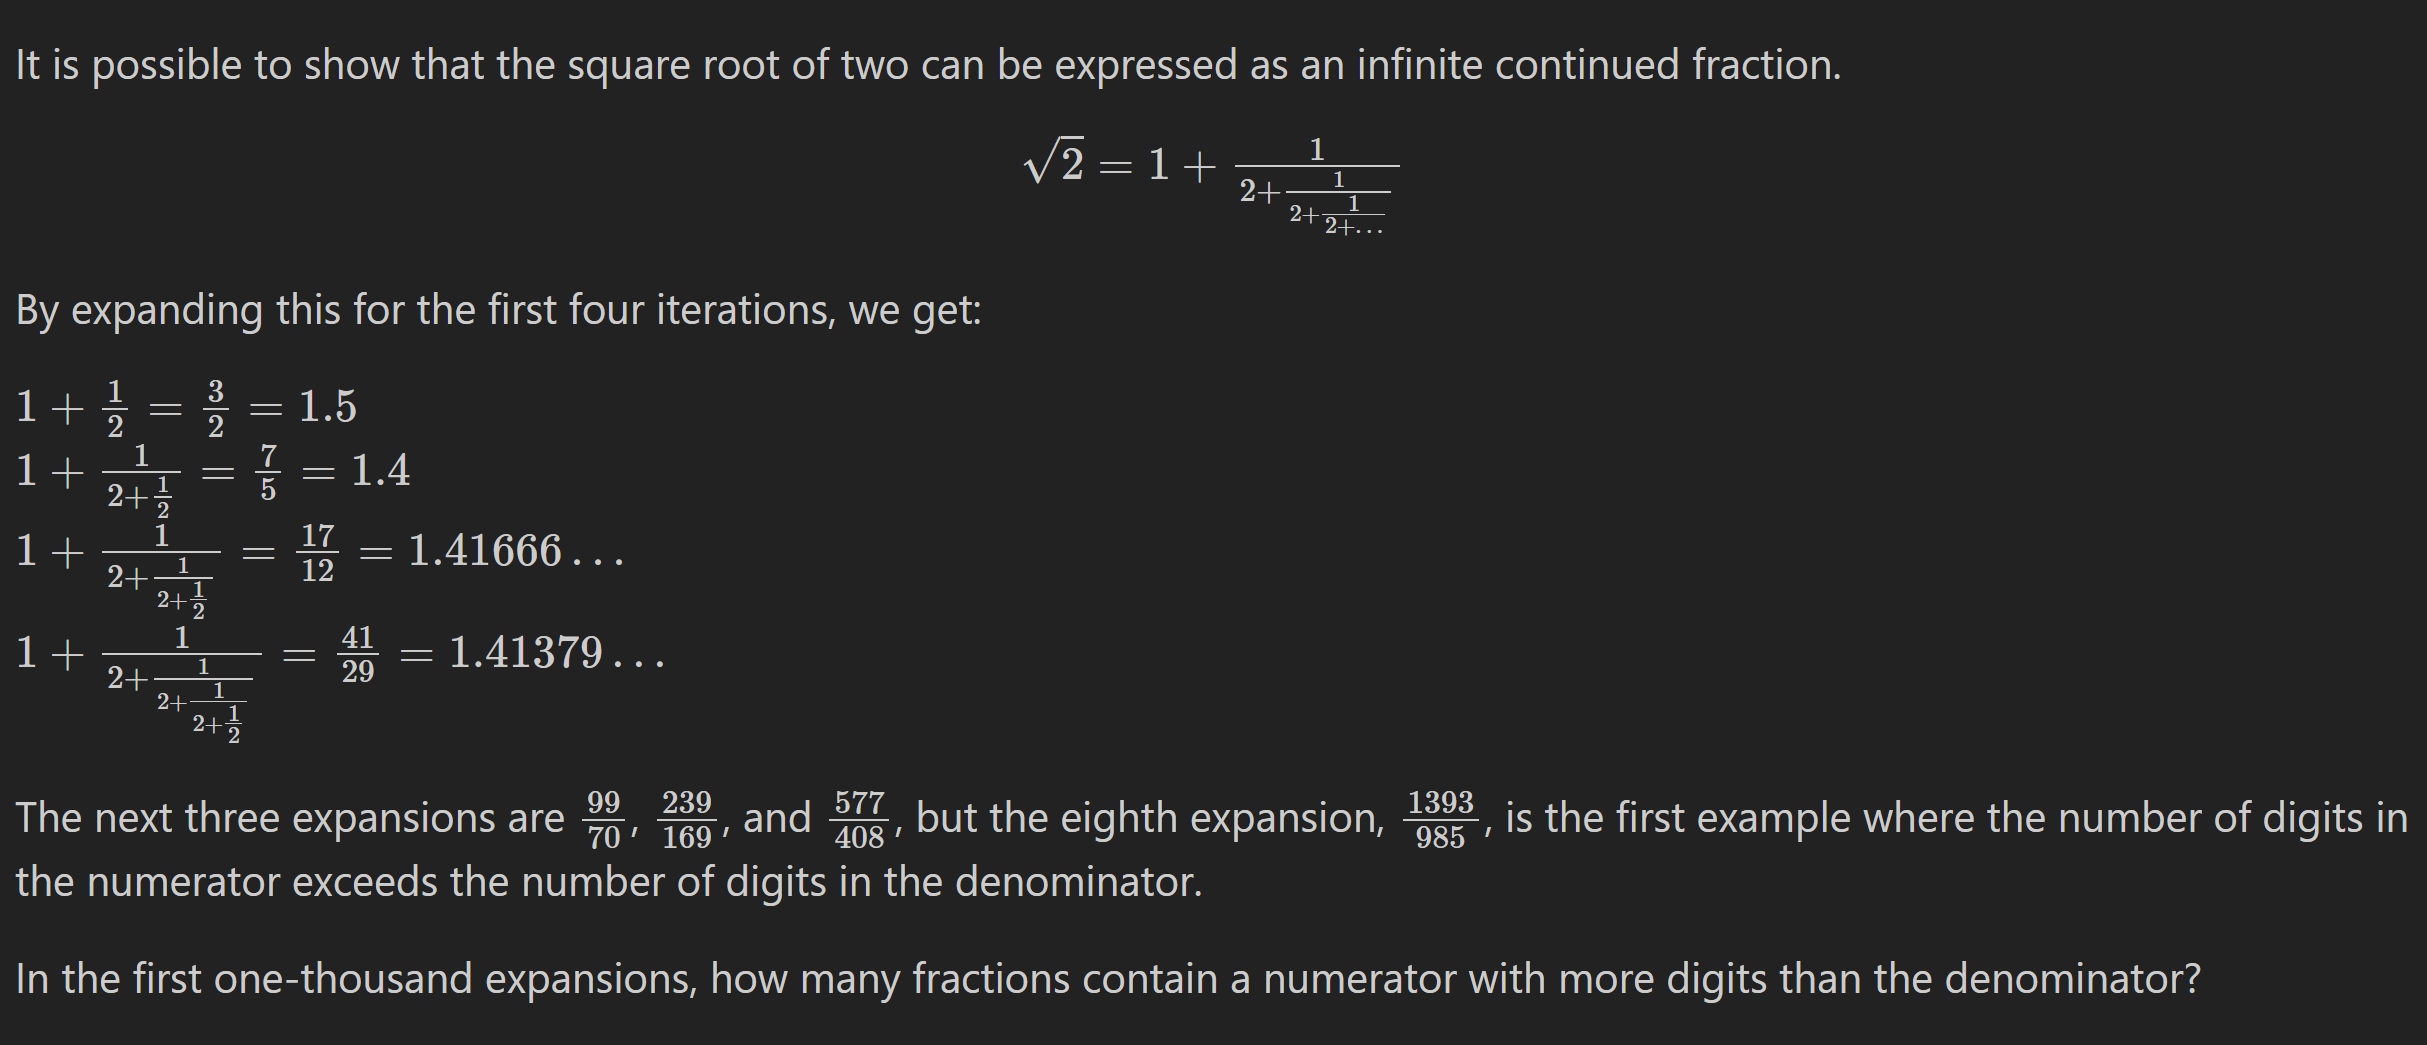 It is possible to show that the square root of two can be expressed as an infinite continued fraction.
$\sqrt{2} = 1 + \frac{1}{2+\frac{1}{2+\frac{1}{2+\dots}}}$
By expanding this for the first four iterations, we get:
$1 + \frac{1}{2} = \frac{3}{2} = 1.5$
$1 + \frac{1}{2+\frac{1}{2}} = \frac{7}{5} = 1.4$
$1 + \frac{1}{2+\frac{1}{2+\frac{1}{2}}} = \frac{17}{12} = 1.41666\dots$
$1 + \frac{1}{2+\frac{1}{2+\frac{1}{2+\frac{1}{2}}}} = \frac{41}{29} = 1.41379\dots$
The next three expansions are $\frac{99}{70}$, $\frac{239}{169}$, and $\frac{577}{408}$, but the eighth expansion, $\frac{1393}{985}$, is the first example where the number of digits in
the numerator exceeds the number of digits in the denominator.
In the first one-thousand expansions, how many fractions contain a numerator with more digits than the denominator?